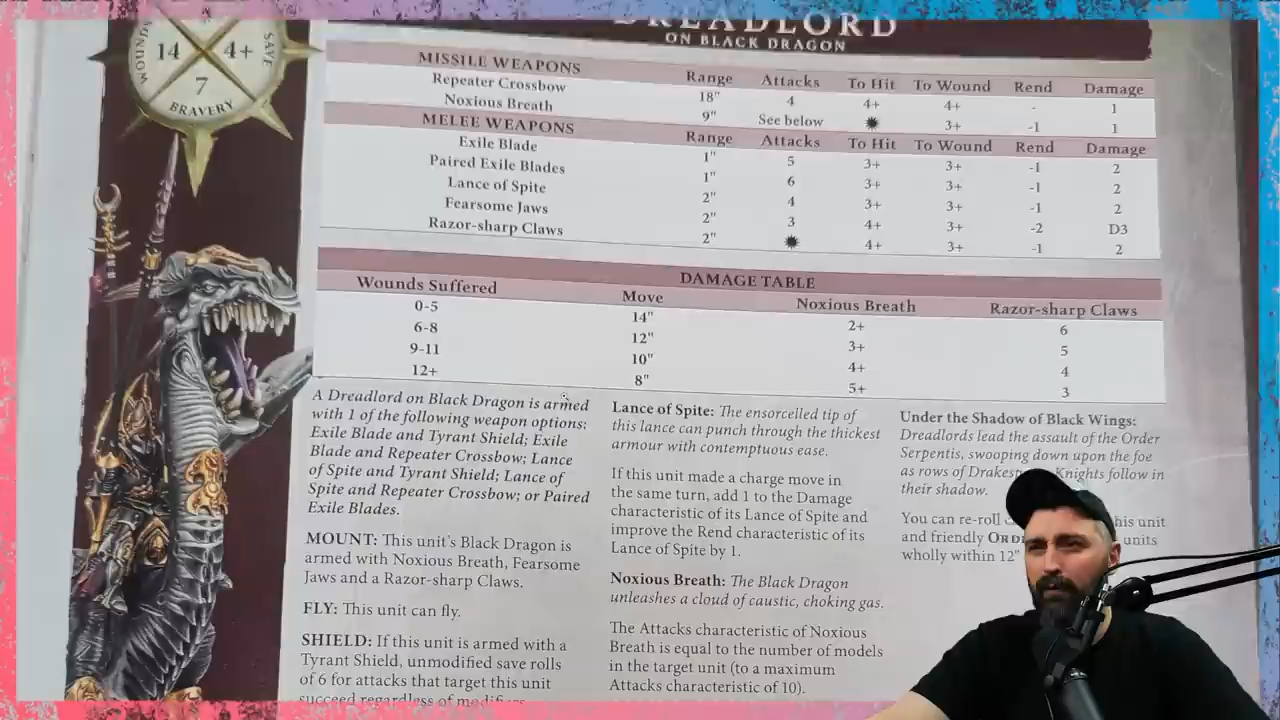 DREADLORD
ON BLACK DRAGON
WOUNDS
14
4+
SAVE
7
BRAVERY
MISSILE WEAPONS Range Attacks To Hit To Wound Rend Damage
Repeater Crossbow 18" 4 4+ 4+ - 1
Noxious Breath 9" See below ✹ 3+ -1 1
MELEE WEAPONS Range Attacks To Hit To Wound Rend Damage
Exile Blade 1" 5 3+ 3+ -1 2
Paired Exile Blades 1" 6 3+ 3+ -1 2
Lance of Spite 2" 4 3+ 3+ -1 2
Fearsome Jaws 2" 3 4+ 3+ -2 D3
Razor-sharp Claws 2" ✹ 4+ 3+ -1 2
DAMAGE TABLE
Wounds Suffered Move Noxious Breath Razor-sharp Claws
0-5 14" 2+ 6
6-8 12" 3+ 5
9-11 10" 4+ 4
12+ 8" 5+ 3
A Dreadlord on Black Dragon is armed
with 1 of the following weapon options:
Exile Blade and Tyrant Shield; Exile
Blade and Repeater Crossbow; Lance
of Spite and Tyrant Shield; Lance of
Spite and Repeater Crossbow; or Paired
Exile Blades.
MOUNT: This unit's Black Dragon is
armed with Noxious Breath, Fearsome
Jaws and a Razor-sharp Claws.
FLY: This unit can fly.
SHIELD: If this unit is armed with a
Tyrant Shield, unmodified save rolls
of 6 for attacks that target this unit
succeed regardless of
Lance of Spite: The ensorcelled tip of
this lance can punch through the thickest
armour with contemptuous ease.
If this unit made a charge move in
the same turn, add 1 to the Damage
characteristic of its Lance of Spite and
improve the Rend characteristic of its
Lance of Spite by 1.
Noxious Breath: The Black Dragon
unleashes a cloud of caustic, choking gas.
The Attacks characteristic of Noxious
Breath is equal to the number of models
in the target unit (to a maximum
Attacks characteristic of 10).
Under the Shadow of Black Wings:
Dreadlords lead the assault of the Order
Serpentis, swooping down upon the foe
as rows of Knights follow in
their shadow.
You can re-roll this unit
and friendly units
wholly within 12"